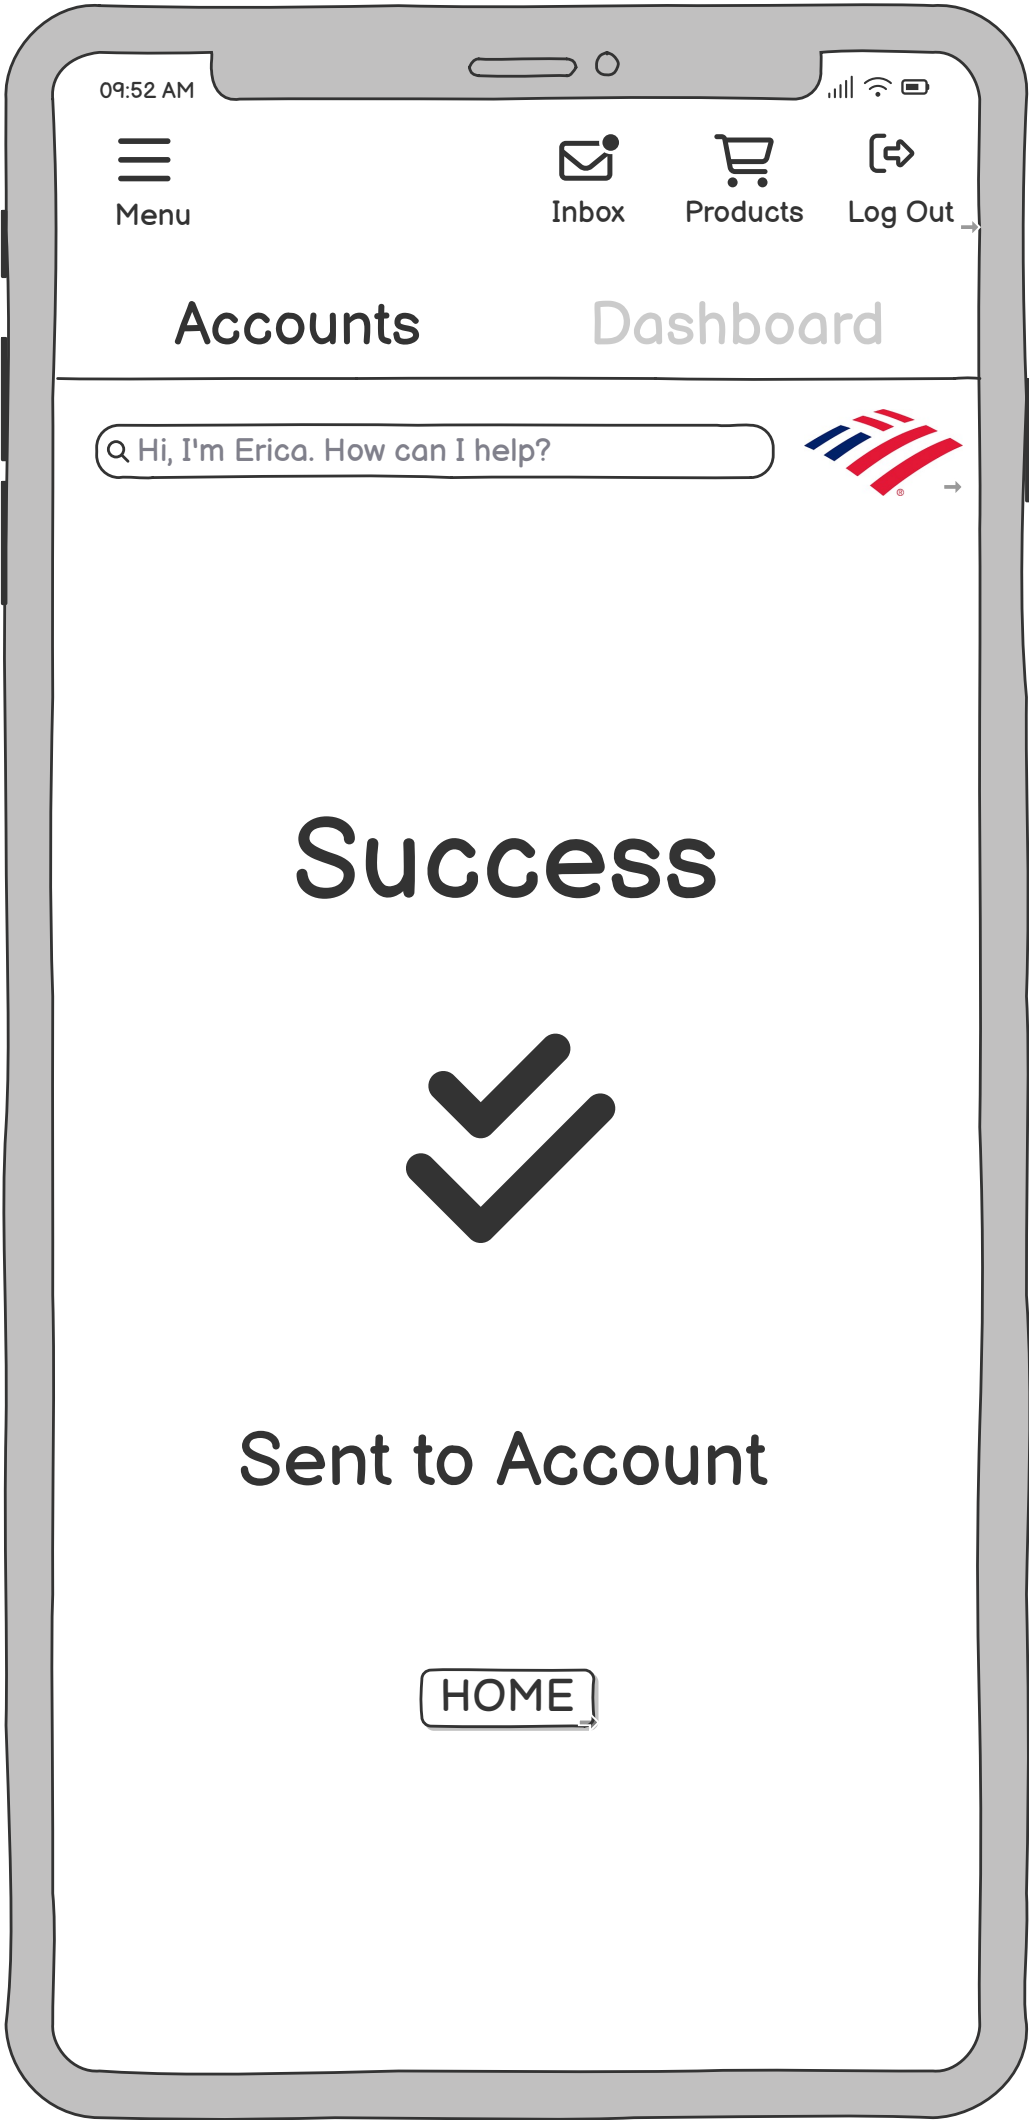 09:52 AM
Menu
Inbox
Products
Log Out
Accounts
Dashboard
Hi, I'm Erica. How can I help?
®
Success
Sent to Account
HOME